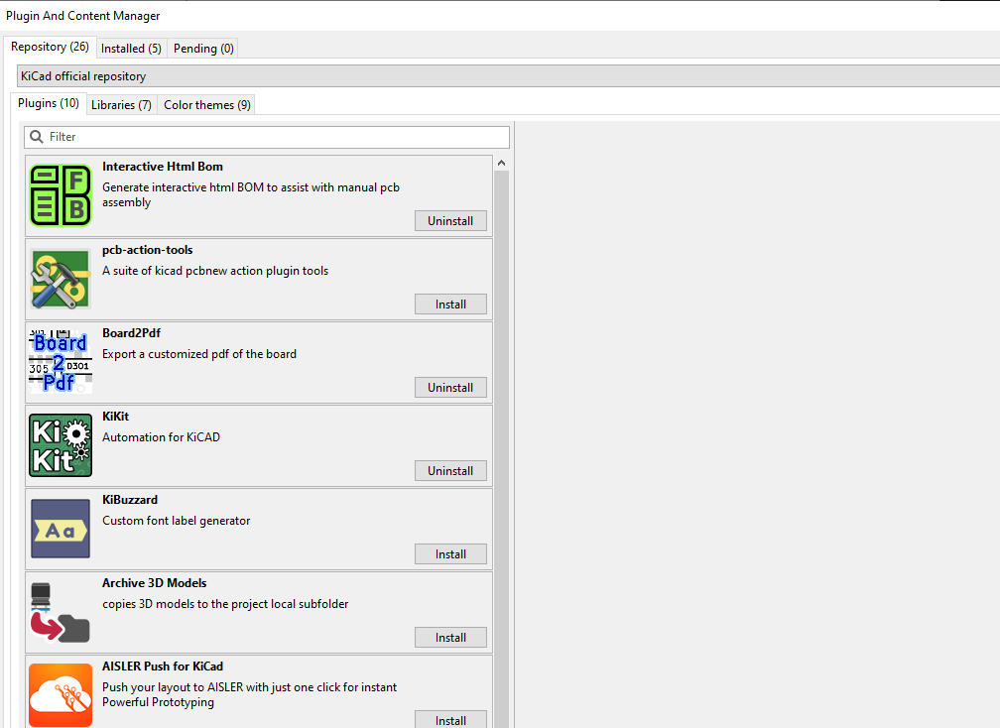 Plugin And Content Manager
Repository (26) Installed (5) Pending (0)
KiCad official repository
Plugins (10) Libraries (7) Color themes (9)
Filter
F
B
Interactive Html Bom
Generate interactive html BOM to assist with manual pcb
assembly
Uninstall
pcb-action-tools
A suite of kicad pcbnew action plugin tools
Install
Board
2
Pdf
305
D301
Board2Pdf
Export a customized pdf of the board
Uninstall
Ki
Kit
KiKit
Automation for KiCAD
Uninstall
Aa
KiBuzzard
Custom font label generator
Install
Archive 3D Models
copies 3D models to the project local subfolder
Install
AISLER Push for KiCad
Push your layout to AISLER with just one click for instant
Powerful Prototyping
Install